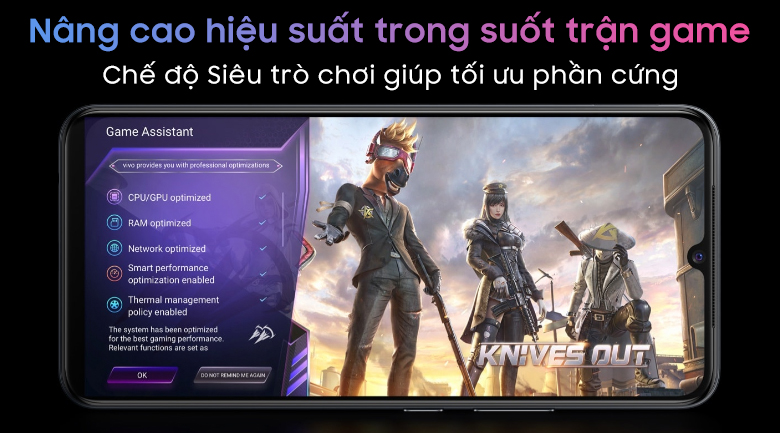 Nâng cao hiệu suất trong suốt trận game
Chế độ Siêu trò chơi giúp tối ưu phần cứng
Game Assistant
vivo provides you with professional optimizations
CPU/GPU optimized
RAM optimized
Network optimized
Smart performance
optimization enabled
Thermal management
policy enabled
The system has been optimized
for the best gaming performance.
Relevant functions are set as
OK
DO NOT REMIND ME AGAIN
KNIVES OUT